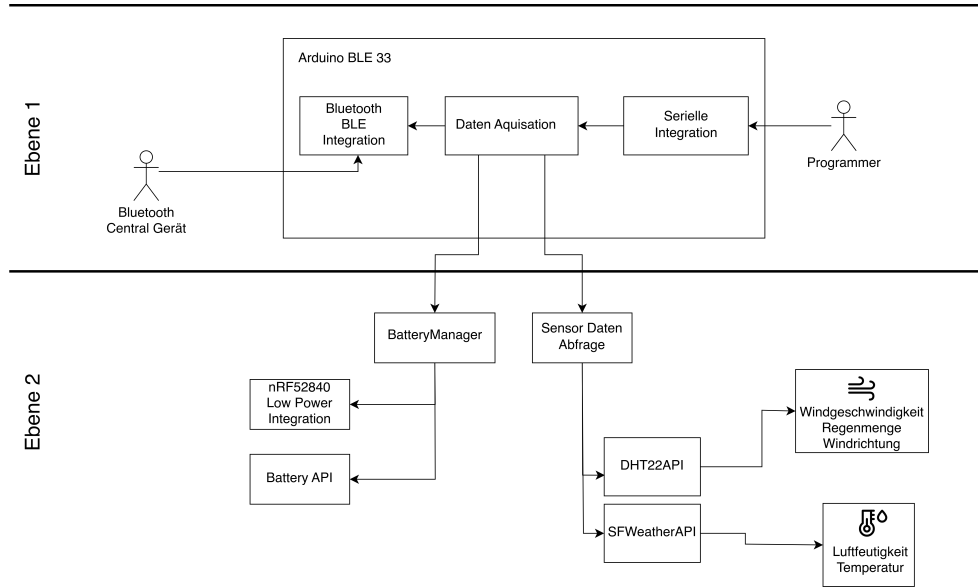 Ebene 1
Arduino BLE 33
Bluetooth
BLE
Integration
Daten Aquisation
Serielle
Integration
Programmer
Bluetooth
Central Gerät
Ebene 2
BatteryManager
Sensor Daten
Abfrage
nRF52840
Low Power
Integration
Battery API
DHT22API
SFWeatherAPI
Windgeschwindigkeit
Regenmenge
Windrichtung
Luftfeutigkeit
Temperatur